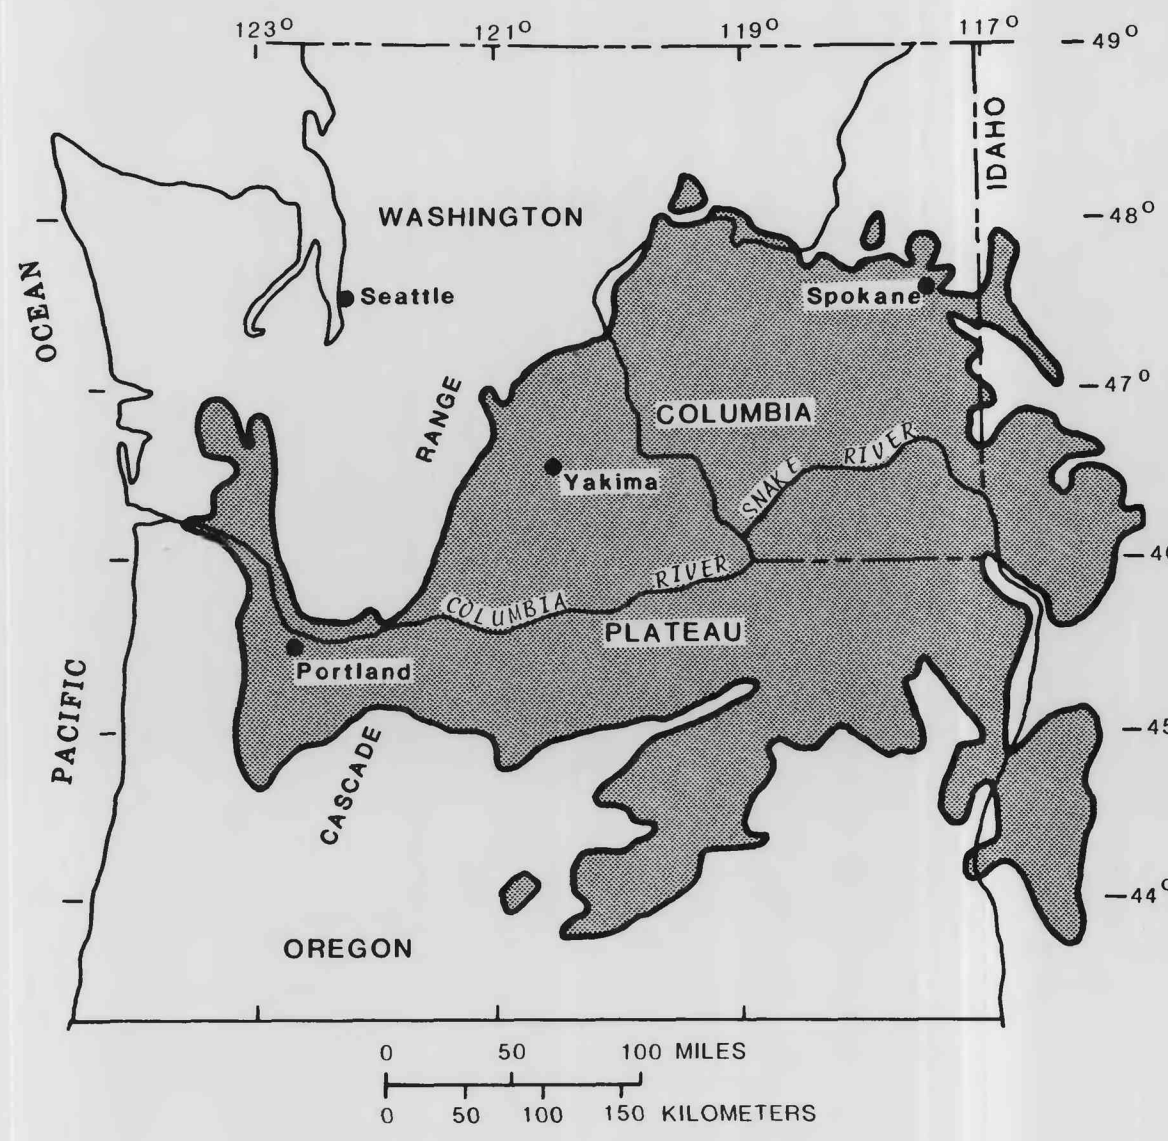 123° 121° 119° 117°
49°
IDAHO
48°
WASHINGTON
OCEAN
Seattle
Spokane
47°
RANGE
COLUMBIA
RIVER
SNAKE
Yakima
COLUMBIA RIVER
PLATEAU
Portland
PACIFIC
CASCADE
44°
OREGON
0 50 100 MILES
0 50 100 150 KILOMETERS